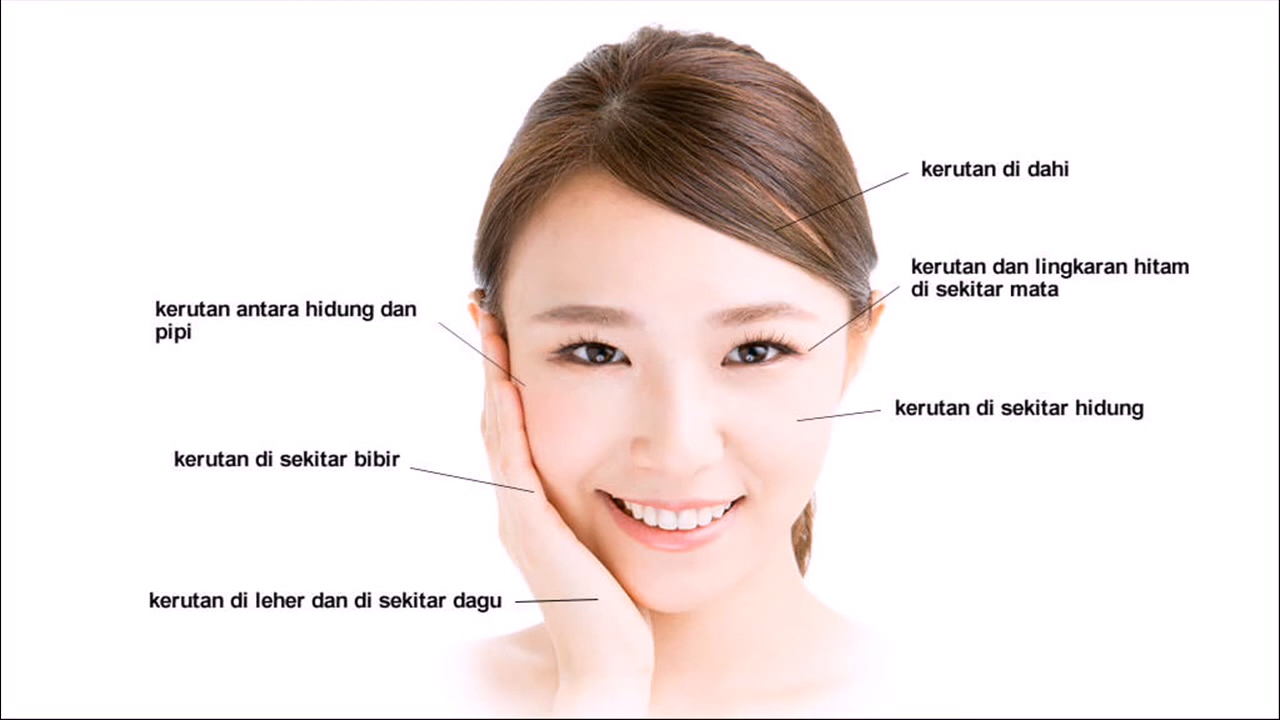 kerutan di dahi
kerutan dan lingkaran hitam
di sekitar mata
kerutan antara hidung dan
pipi
kerutan di sekitar hidung
kerutan di sekitar bibir
kerutan di leher dan di sekitar dagu